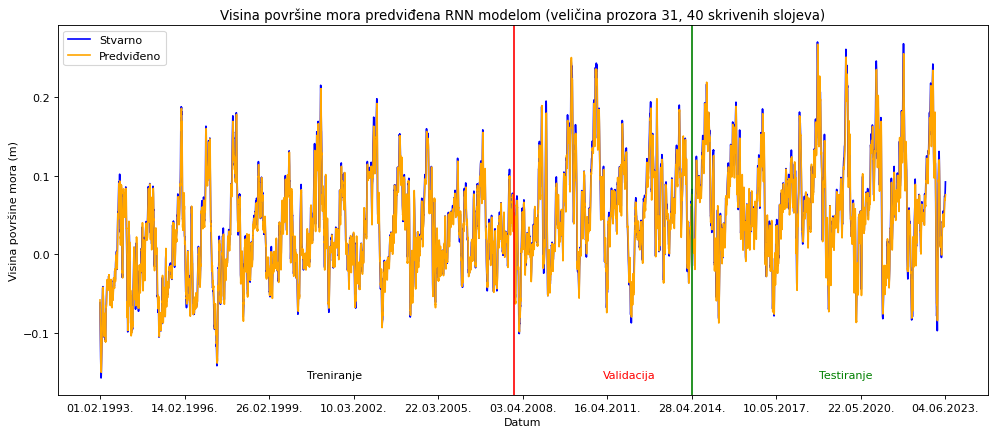 Visina površine mora predviđena RNN modelom (veličina prozora 31, 40 skrivenih slojeva)
Stvarno
Predviđeno
Visina površine mora (m)
0.2
0.1
0.0
−0.1
Treniranje
Validacija
Testiranje
01.02.1993.
14.02.1996.
26.02.1999.
10.03.2002.
22.03.2005.
03.04.2008.
16.04.2011.
28.04.2014.
10.05.2017.
22.05.2020.
04.06.2023.
Datum